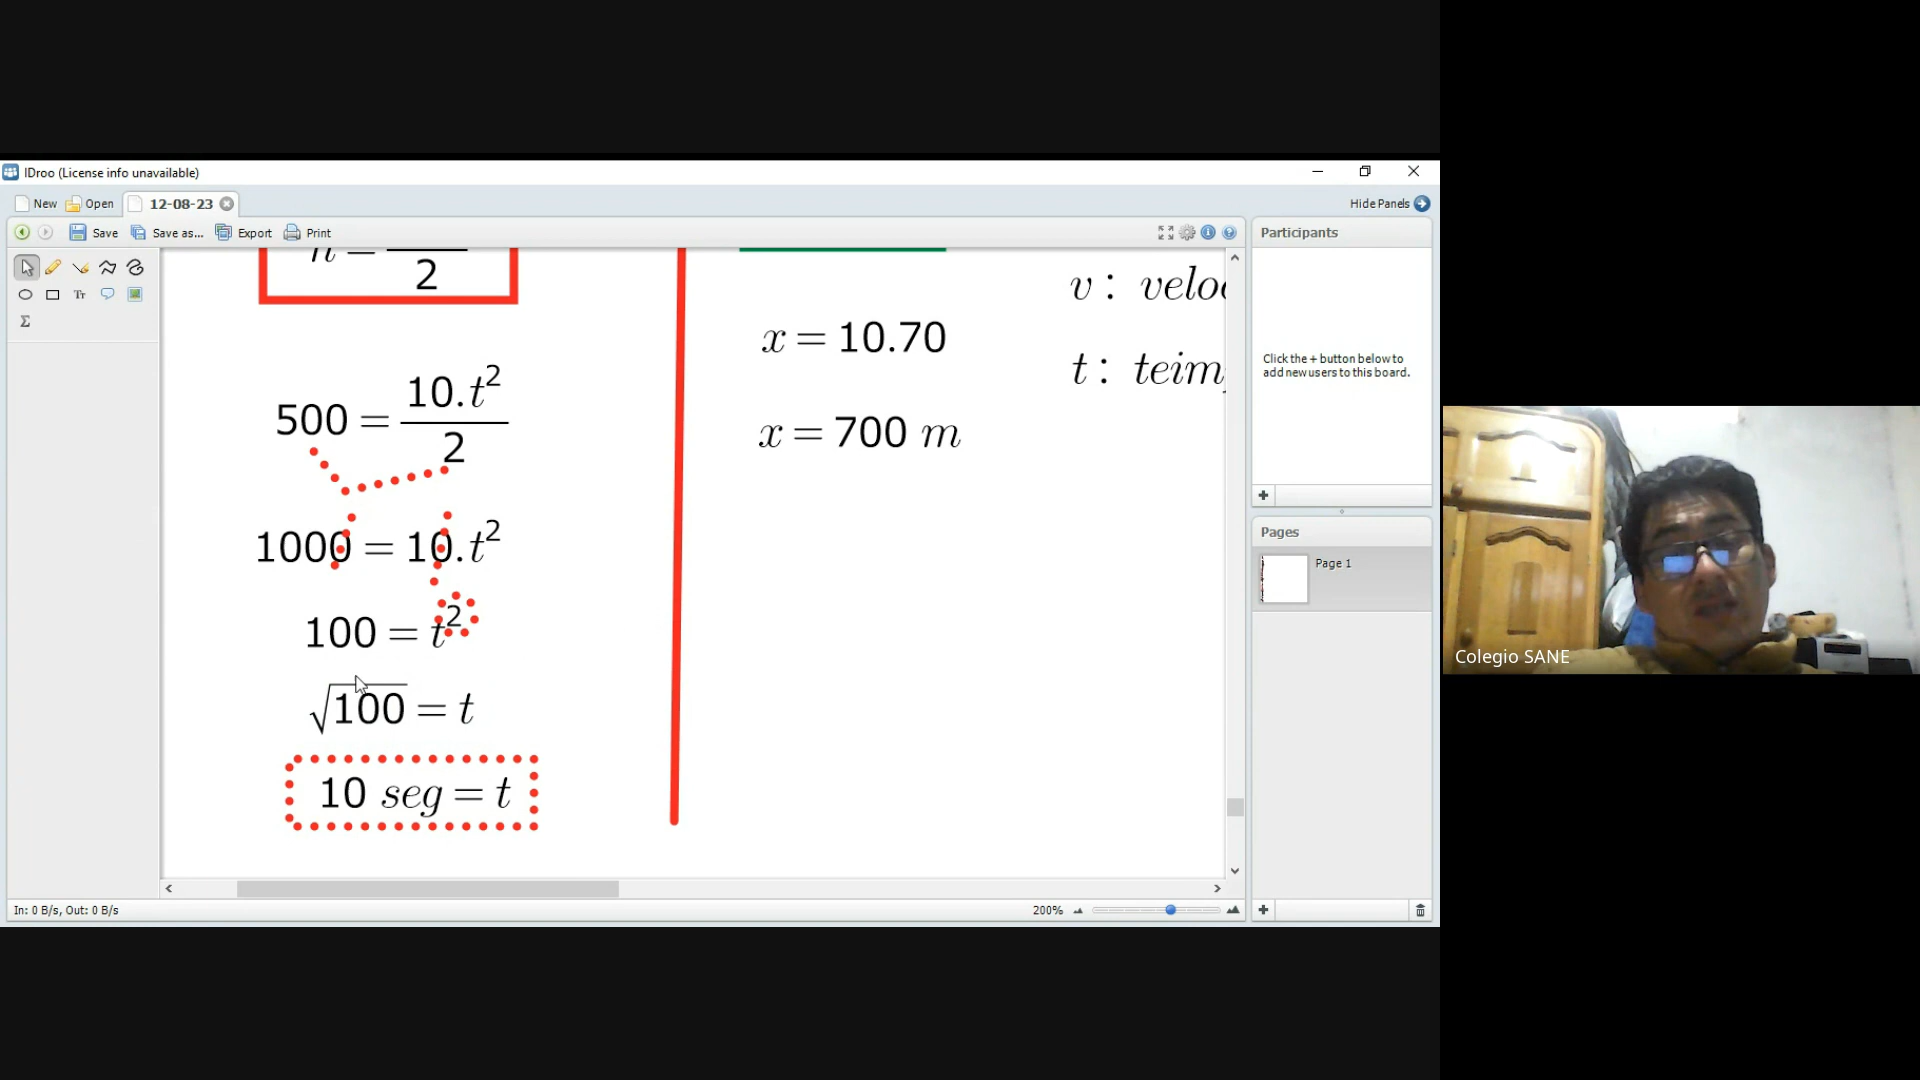 IDroo (License info unavailable)
New Open 12-08-23 Hide Panels
Save Save as... Export Print
Participants
Click the + button below to
add new users to this board.
Pages
Page 1
2
500 = 10.t² / 2
1000 = 10.t²
100 = t²
√100 = t
10 seg = t
x = 10.70
x = 700 m
v :
t :
Colegio SANE
In: 0 B/s, Out: 0 B/s
200%